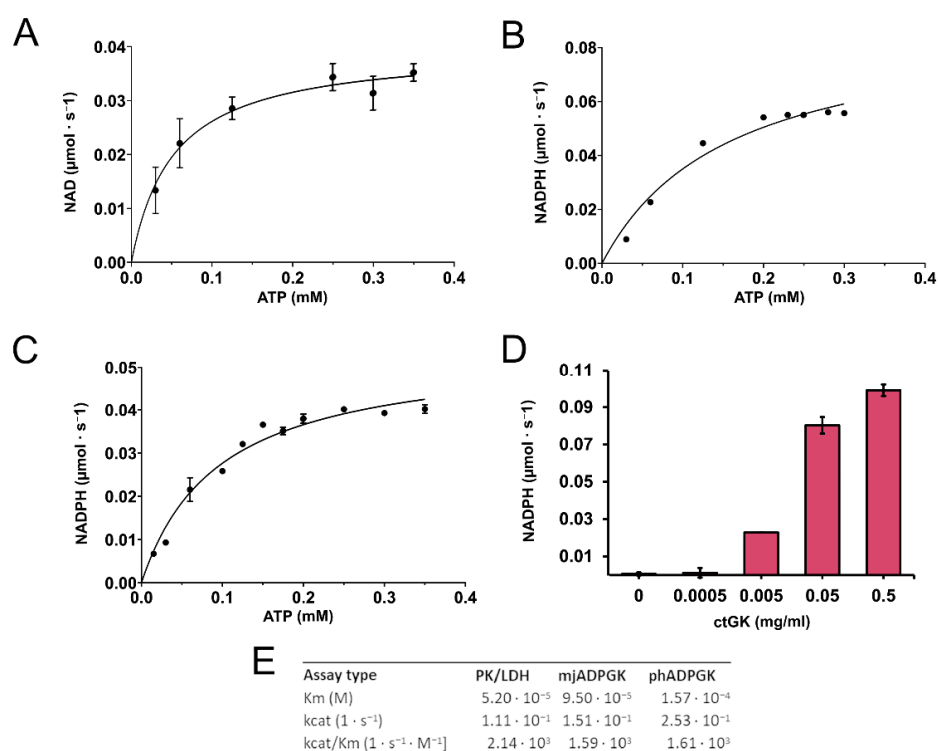 A
B
0.04
0.03
0.02
0.01
0.00
NAD (µmol · s⁻¹)
0.0 0.1 0.2 0.3 0.4
ATP (mM)
0.08
0.06
0.04
0.02
0.00
NADPH (µmol · s⁻¹)
0.0 0.1 0.2 0.3 0.4
ATP (mM)
C
D
0.05
0.04
0.03
0.02
0.01
0.00
NADPH (µmol · s⁻¹)
0.0 0.1 0.2 0.3 0.4
ATP (mM)
0.11
0.09
0.07
0.05
0.03
0.01
NADPH (µmol · s⁻¹)
0 0.0005 0.005 0.05 0.5
ctGK (mg/ml)
E
Assay type PK/LDH mjADPGK phADPGK
Km (M) 5.20 · 10⁻⁵ 9.50 · 10⁻⁵ 1.57 · 10⁻⁴
kcat (1 · s⁻¹) 1.11 · 10⁻¹ 1.51 · 10⁻¹ 2.53 · 10⁻¹
kcat/Km (1 · s⁻¹ · M⁻¹] 2.14 · 10³ 1.59 · 10³ 1.61 · 10³